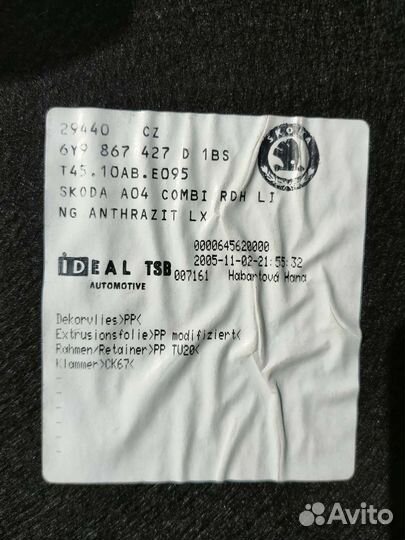 29440 CZ
6Y9 867 427 D 1BS
T45.10AB.E095
SKODA A04 COMBI RDH LI
NG ANTHRAZIT LX
SKODA
0000645620000
IDEAL TSB 2005-11-02-21:55:32
AUTOMOTIVE 007161 Habartová Hana
Dekorvlies>PP<
Extrusionsfolie>PP modifiziert<
Rahmen/Retainer>PP TV20<
Klammer>CK67<
Avito